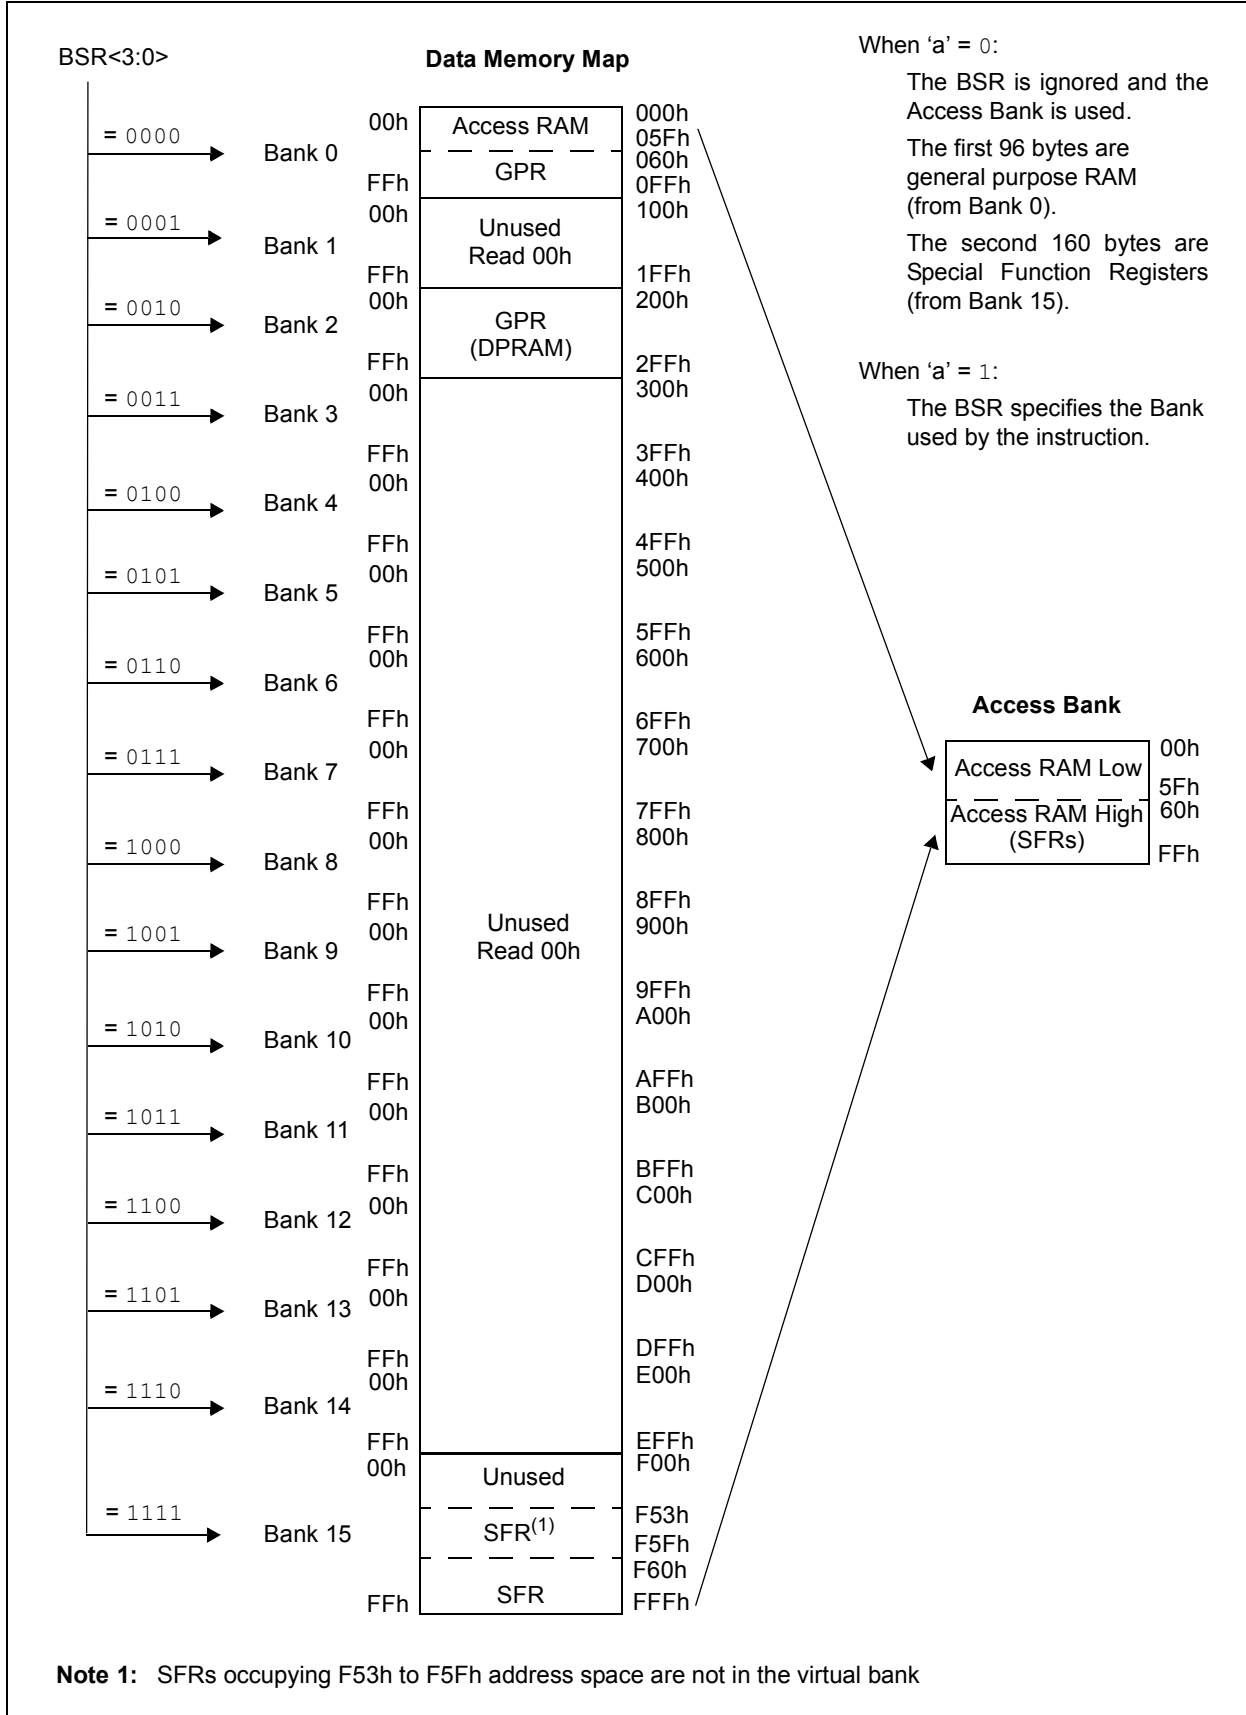 BSR<3:0>
Data Memory Map
When ‘a’ = 0:
The BSR is ignored and the
Access Bank is used.
The first 96 bytes are
general purpose RAM
(from Bank 0).
The second 160 bytes are
Special Function Registers
(from Bank 15).
When ‘a’ = 1:
The BSR specifies the Bank
used by the instruction.
= 0000
Bank 0
00h
FFh
Access RAM
GPR
000h
05Fh
060h
0FFh
= 0001
Bank 1
00h
FFh
Unused
Read 00h
100h
1FFh
= 0010
Bank 2
00h
FFh
GPR
(DPRAM)
200h
2FFh
= 0011
Bank 3
00h
FFh
300h
3FFh
= 0100
Bank 4
00h
FFh
400h
4FFh
= 0101
Bank 5
00h
FFh
500h
5FFh
= 0110
Bank 6
00h
FFh
600h
6FFh
= 0111
Bank 7
00h
FFh
700h
7FFh
= 1000
Bank 8
00h
FFh
800h
8FFh
= 1001
Bank 9
00h
FFh
Unused
Read 00h
900h
9FFh
= 1010
Bank 10
00h
FFh
A00h
AFFh
= 1011
Bank 11
00h
FFh
B00h
BFFh
= 1100
Bank 12
00h
FFh
C00h
CFFh
= 1101
Bank 13
00h
FFh
D00h
DFFh
= 1110
Bank 14
00h
FFh
E00h
EFFh
= 1111
Bank 15
00h
FFh
Unused
SFR(1)
SFR
F00h
F53h
F5Fh
F60h
FFFh
Access Bank
Access RAM Low
Access RAM High
(SFRs)
00h
5Fh
60h
FFh
Note 1: SFRs occupying F53h to F5Fh address space are not in the virtual bank